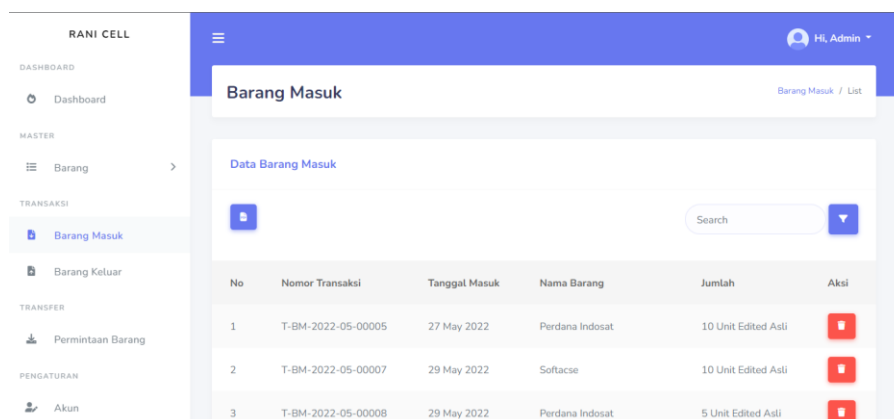 RANI CELL
Hi, Admin
DASHBOARD
Dashboard
MASTER
Barang
TRANSAKSI
Barang Masuk
Barang Keluar
TRANSFER
Permintaan Barang
PENGATURAN
Akun
Barang Masuk
Barang Masuk / List
Data Barang Masuk
Search
No Nomor Transaksi Tanggal Masuk Nama Barang Jumlah Aksi
1 T-BM-2022-05-00005 27 May 2022 Perdana Indosat 10 Unit Edited Asli
2 T-BM-2022-05-00007 29 May 2022 Softacse 10 Unit Edited Asli
3 T-BM-2022-05-00008 29 May 2022 Perdana Indosat 5 Unit Edited Asli